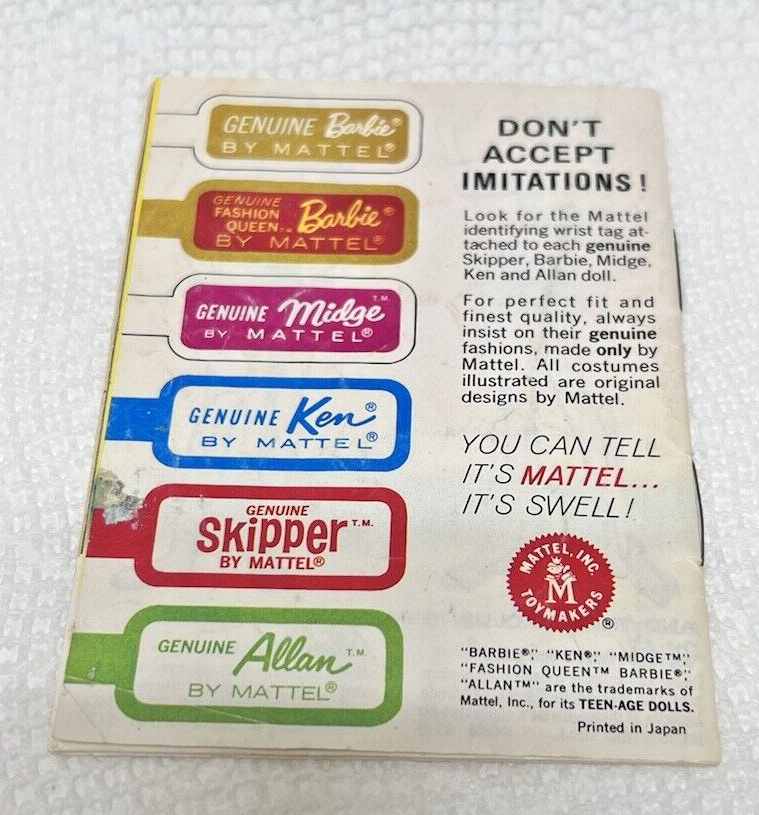 GENUINE Barbie®
BY MATTEL®
GENUINE
FASHION
QUEEN™ Barbie®
BY MATTEL®
GENUINE Midge T.M.
BY MATTEL®
GENUINE Ken®
BY MATTEL®
GENUINE
Skipper T.M.
BY MATTEL®
GENUINE Allan T.M.
BY MATTEL®
DON'T
ACCEPT
IMITATIONS!
Look for the Mattel
identifying wrist tag at-
tached to each genuine
Skipper, Barbie, Midge,
Ken and Allan doll.
For perfect fit and
finest quality, always
insist on their genuine
fashions, made only by
Mattel. All costumes
illustrated are original
designs by Mattel.
YOU CAN TELL
IT'S MATTEL...
IT'S SWELL!
MATTEL, INC.
M
TOYMAKERS
®
"BARBIE®," "KEN®," "MIDGE™,"
"FASHION QUEEN™ BARBIE®,"
"ALLAN™" are the trademarks of
Mattel, Inc., for its TEEN-AGE DOLLS.
Printed in Japan